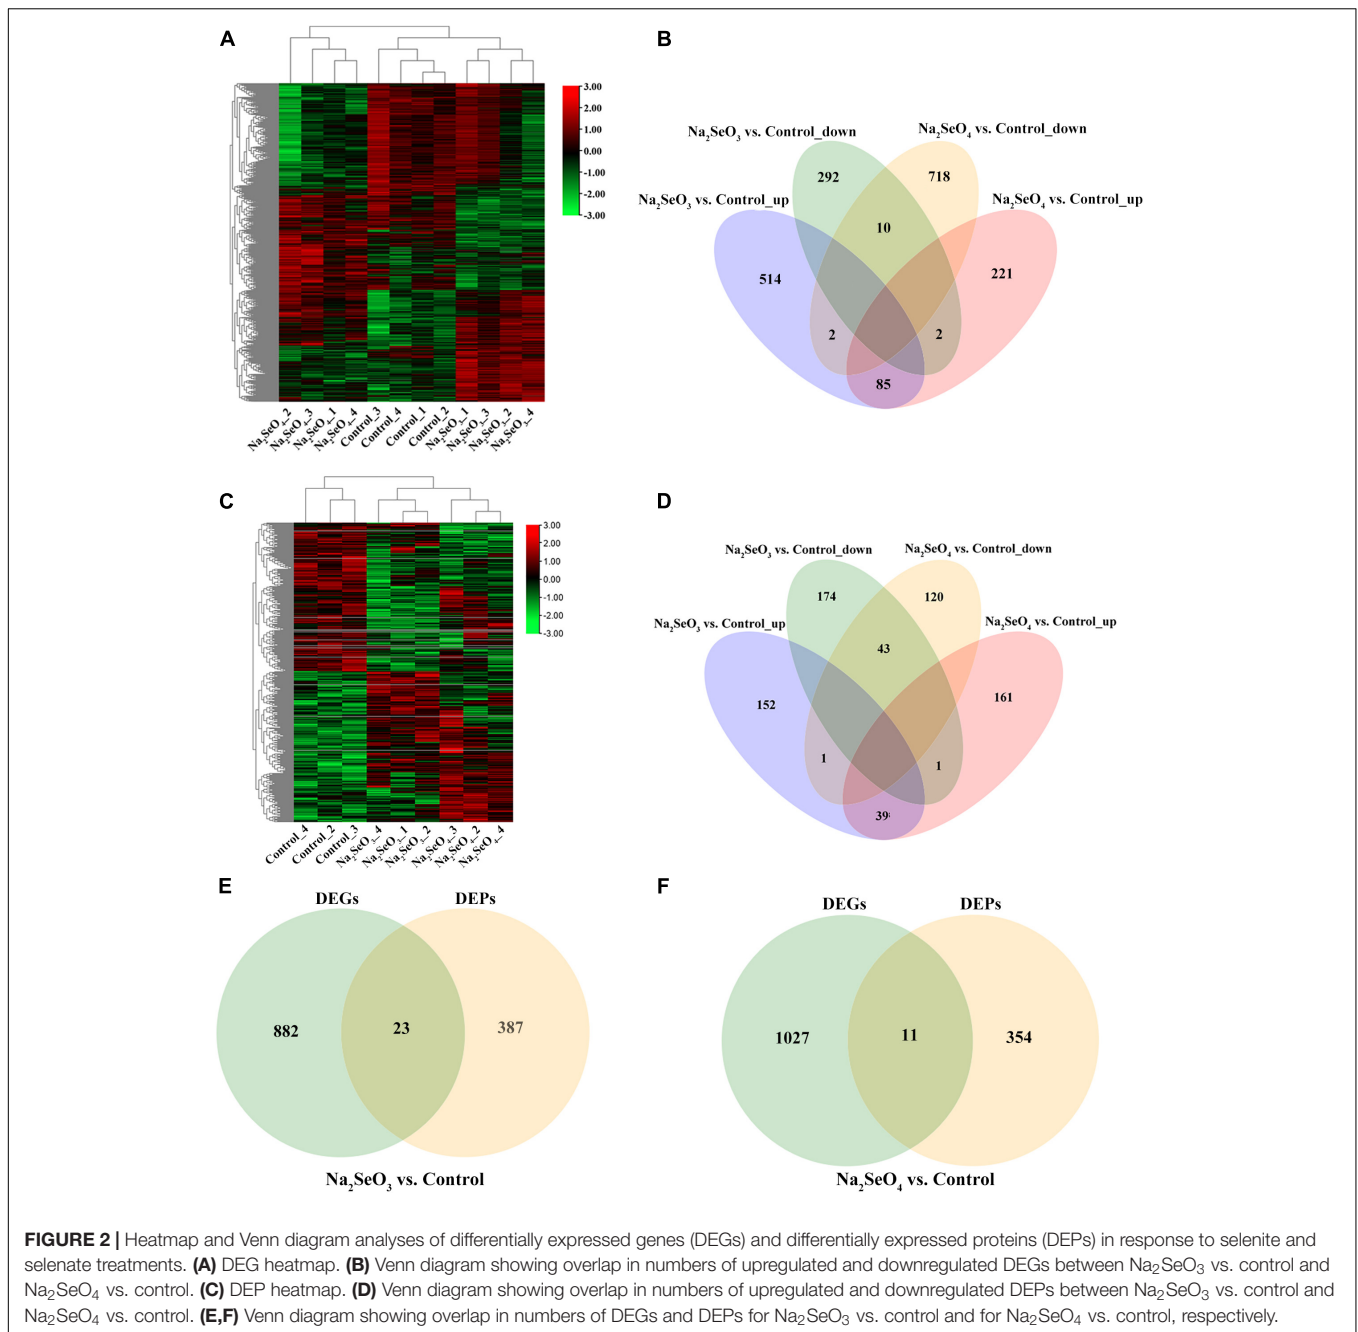 A
3.00
2.00
1.00
0.00
-1.00
-2.00
-3.00
Na₂SeO₄_2
Na₂SeO₄_3
Na₂SeO₄_1
Na₂SeO₄_4
Control_3
Control_4
Control_1
Control_2
Na₂SeO₃_1
Na₂SeO₃_3
Na₂SeO₃_2
Na₂SeO₃_4
B
Na₂SeO₃ vs. Control_down
Na₂SeO₄ vs. Control_down
Na₂SeO₃ vs. Control_up
Na₂SeO₄ vs. Control_up
292
718
10
514
221
2
2
85
C
3.00
2.00
1.00
0.00
-1.00
-2.00
-3.00
Control_4
Control_2
Control_3
Na₂SeO₃_4
Na₂SeO₃_1
Na₂SeO₃_2
Na₂SeO₄_3
Na₂SeO₄_2
Na₂SeO₄_4
D
Na₂SeO₃ vs. Control_down
Na₂SeO₄ vs. Control_down
Na₂SeO₃ vs. Control_up
Na₂SeO₄ vs. Control_up
174
120
43
152
161
1
1
39
E
DEGs
DEPs
882
23
387
Na₂SeO₃ vs. Control
F
DEGs
DEPs
1027
11
354
Na₂SeO₄ vs. Control
FIGURE 2 | Heatmap and Venn diagram analyses of differentially expressed genes (DEGs) and differentially expressed proteins (DEPs) in response to selenite and
selenate treatments. (A) DEG heatmap. (B) Venn diagram showing overlap in numbers of upregulated and downregulated DEGs between Na₂SeO₃ vs. control and
Na₂SeO₄ vs. control. (C) DEP heatmap. (D) Venn diagram showing overlap in numbers of upregulated and downregulated DEPs between Na₂SeO₃ vs. control and
Na₂SeO₄ vs. control. (E,F) Venn diagram showing overlap in numbers of DEGs and DEPs for Na₂SeO₃ vs. control and for Na₂SeO₄ vs. control, respectively.